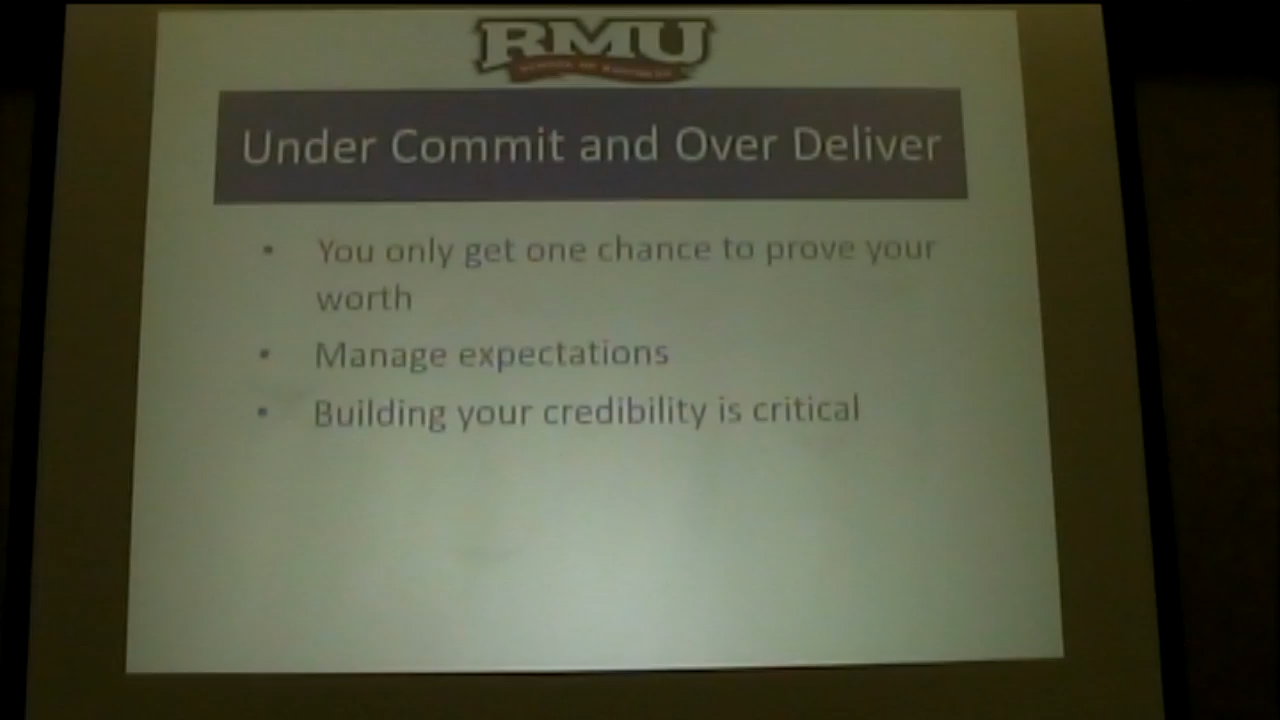 RMU
Under Commit and Over Deliver
• You only get one chance to prove your
worth
• Manage expectations
• Building your credibility is critical